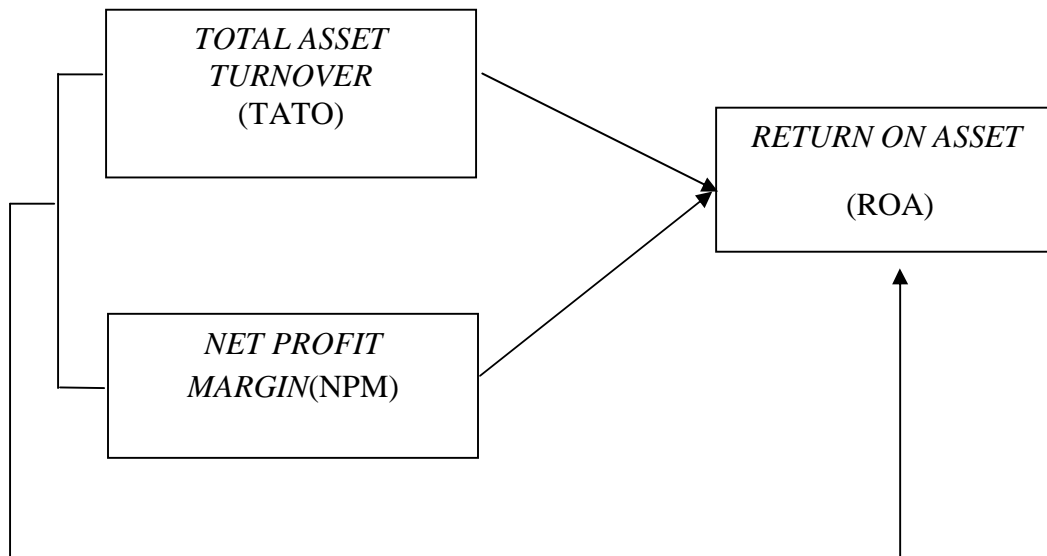 TOTAL ASSET
TURNOVER
(TATO)
RETURN ON ASSET
(ROA)
NET PROFIT
MARGIN(NPM)